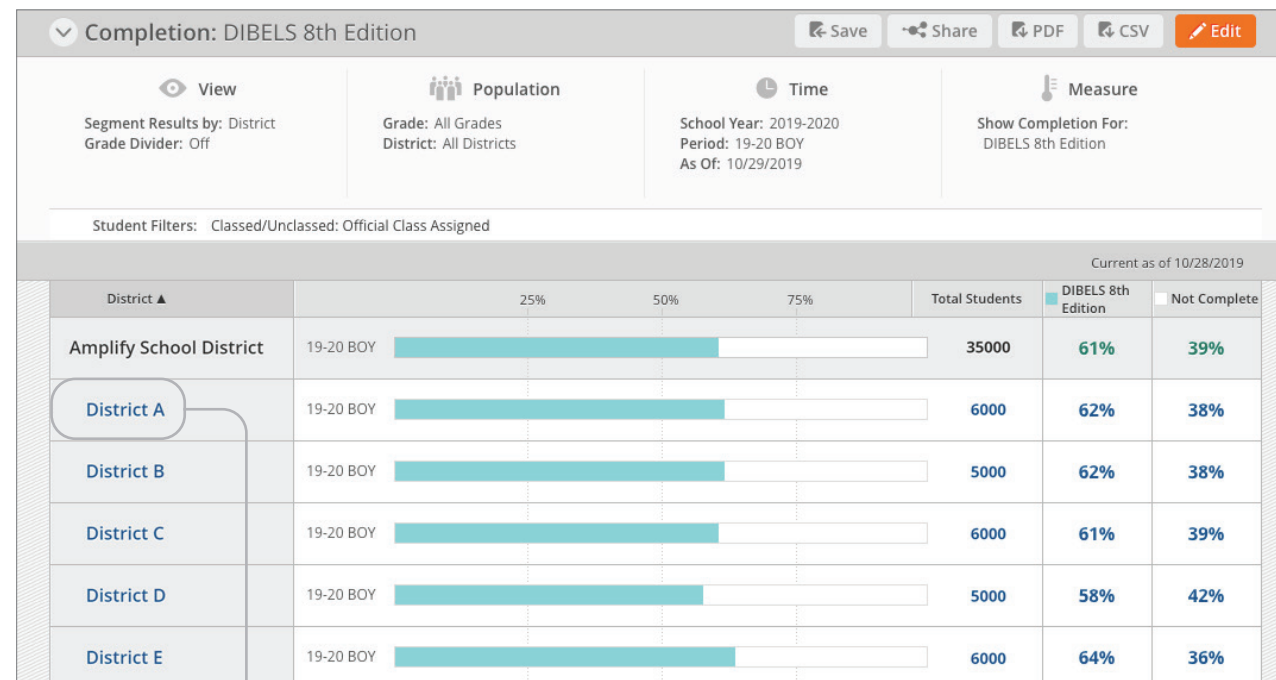 Completion: DIBELS 8th Edition
Save
Share
PDF
CSV
Edit
View
Segment Results by: District
Grade Divider: Off
Population
Grade: All Grades
District: All Districts
Time
School Year: 2019-2020
Period: 19-20 BOY
As Of: 10/29/2019
Measure
Show Completion For:
DIBELS 8th Edition
Student Filters: Classed/Unclassed: Official Class Assigned
Current as of 10/28/2019
District ▲ 25% 50% 75% Total Students DIBELS 8th Edition Not Complete
Amplify School District 19-20 BOY 35000 61% 39%
District A 19-20 BOY 6000 62% 38%
District B 19-20 BOY 5000 62% 38%
District C 19-20 BOY 6000 61% 39%
District D 19-20 BOY 5000 58% 42%
District E 19-20 BOY 6000 64% 36%